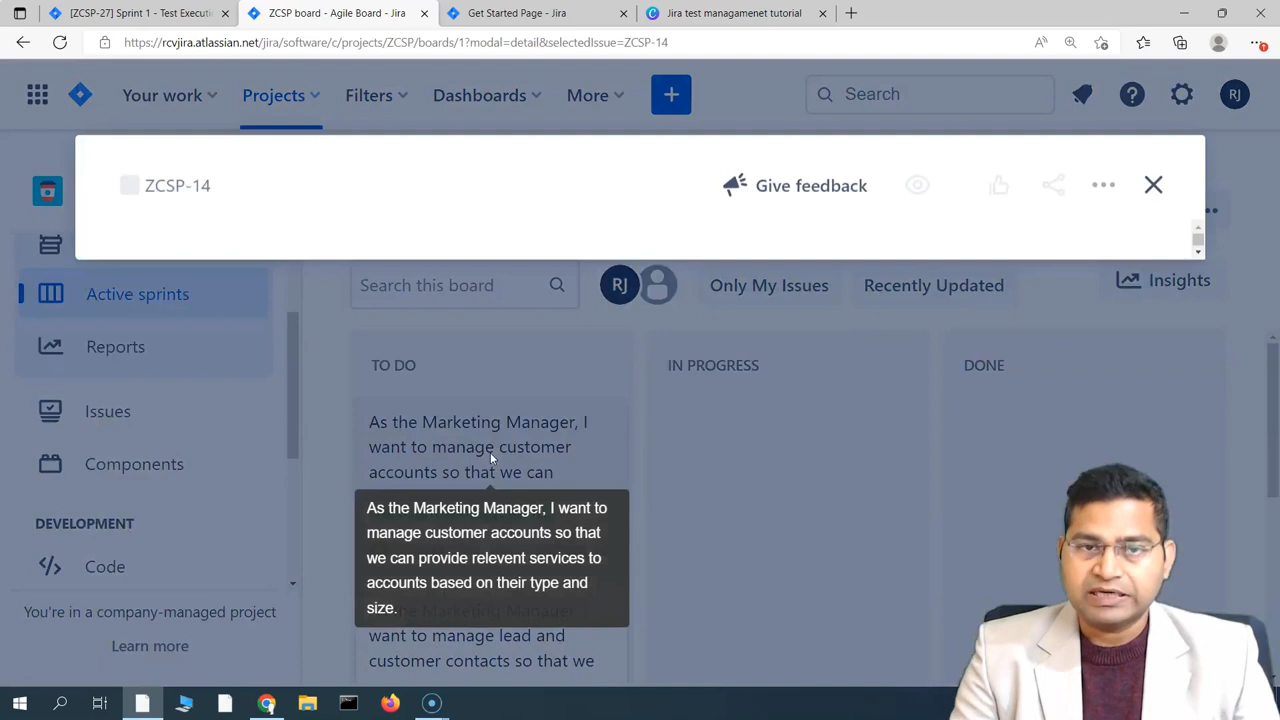 [ZCSP-27] Sprint 1 - Test Executi
ZCSP board - Agile Board - Jira
Get Started Page - Jira
Jira test managamenet tutorial
https://rcvjira.atlassian.net/jira/software/c/projects/ZCSP/boards/1?modal=detail&selectedIssue=ZCSP-14
Your work
Projects
Filters
Dashboards
More
Search
RJ
ZCSP-14
Give feedback
Active sprints
Reports
Issues
Components
DEVELOPMENT
Code
You're in a company-managed project
Learn more
Search this board
RJ
Only My Issues
Recently Updated
Insights
TO DO
IN PROGRESS
DONE
As the Marketing Manager, I
want to manage customer
accounts so that we can
As the Marketing Manager, I want to
manage customer accounts so that
we can provide relevent services to
accounts based on their type and
size.
As the Marketing Manager, I
want to manage lead and
customer contacts so that we